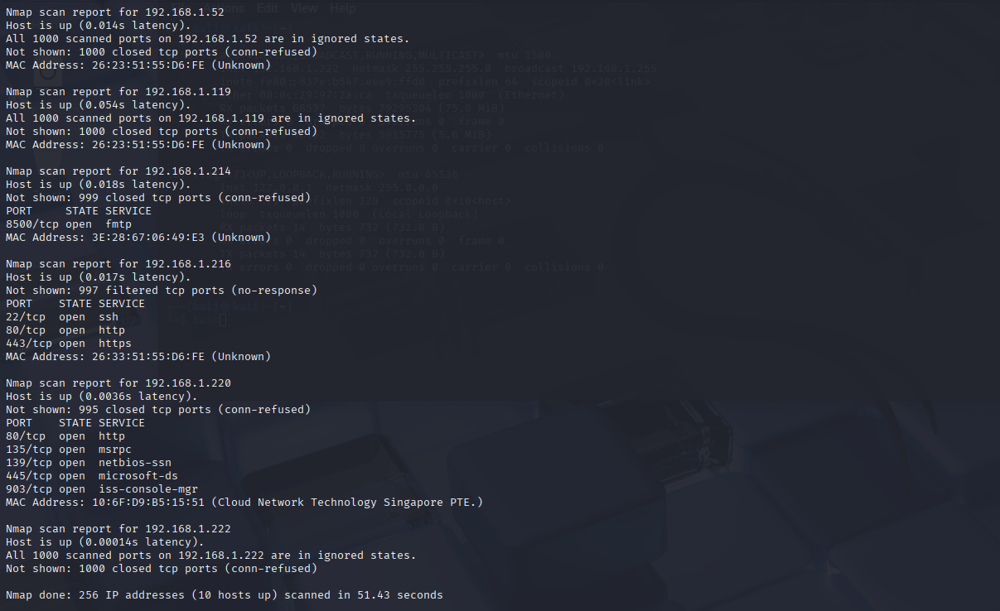 Actions Edit View Help
Nmap scan report for 192.168.1.52
Host is up (0.014s latency).
All 1000 scanned ports on 192.168.1.52 are in ignored states.
Not shown: 1000 closed tcp ports (conn-refused)
MAC Address: 26:23:51:55:D6:FE (Unknown)
Nmap scan report for 192.168.1.119
Host is up (0.054s latency).
All 1000 scanned ports on 192.168.1.119 are in ignored states.
Not shown: 1000 closed tcp ports (conn-refused)
MAC Address: 26:23:51:55:D6:FE (Unknown)
Nmap scan report for 192.168.1.214
Host is up (0.018s latency).
Not shown: 999 closed tcp ports (conn-refused)
PORT STATE SERVICE
8500/tcp open fmtp
MAC Address: 3E:28:67:06:49:E3 (Unknown)
Nmap scan report for 192.168.1.216
Host is up (0.017s latency).
Not shown: 997 filtered tcp ports (no-response)
PORT STATE SERVICE
22/tcp open ssh
80/tcp open http
443/tcp open https
MAC Address: 26:33:51:55:D6:FE (Unknown)
Nmap scan report for 192.168.1.220
Host is up (0.0036s latency).
Not shown: 995 closed tcp ports (conn-refused)
PORT STATE SERVICE
80/tcp open http
135/tcp open msrpc
139/tcp open netbios-ssn
445/tcp open microsoft-ds
903/tcp open iss-console-mgr
MAC Address: 10:6F:D9:B5:15:51 (Cloud Network Technology Singapore PTE.)
Nmap scan report for 192.168.1.222
Host is up (0.00014s latency).
All 1000 scanned ports on 192.168.1.222 are in ignored states.
Not shown: 1000 closed tcp ports (conn-refused)
Nmap done: 256 IP addresses (10 hosts up) scanned in 51.43 seconds